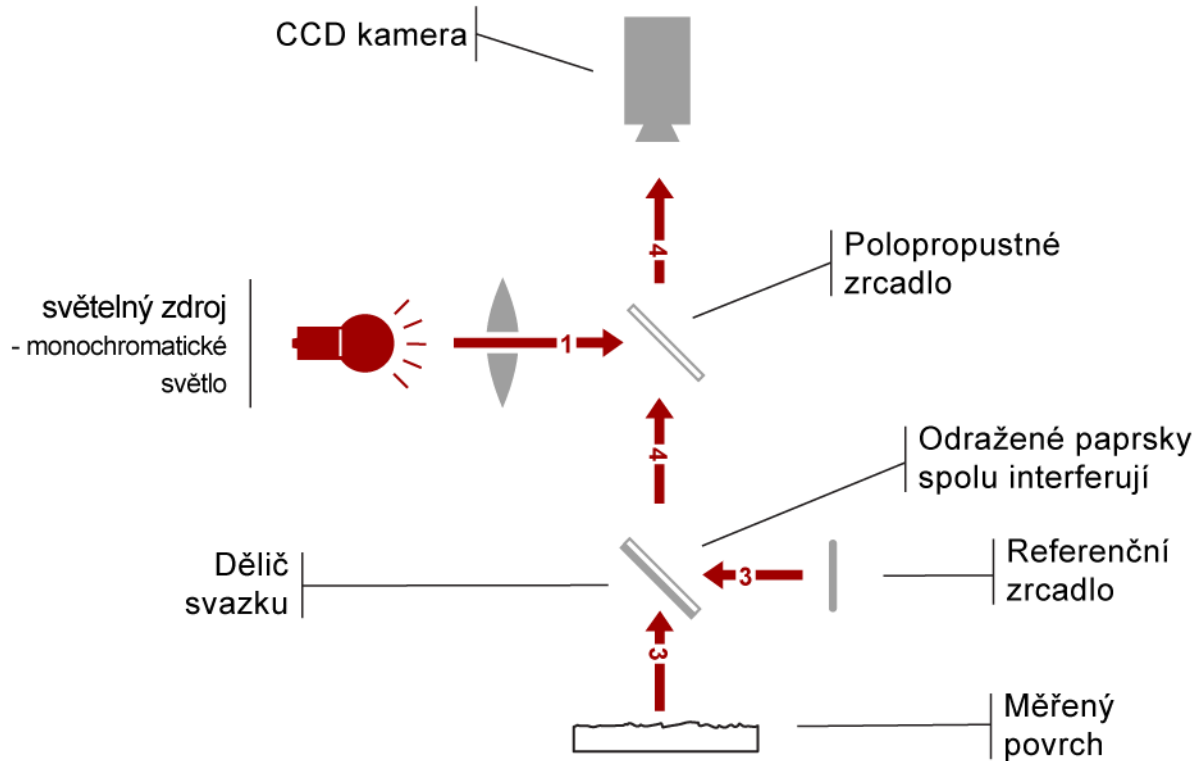 CCD kamera
4
Polopropustné
zrcadlo
světelný zdroj
- monochromatické
světlo
1
4
Odražené paprsky
spolu interferují
Dělič
svazku
3
Referenční
zrcadlo
3
Měřený
povrch